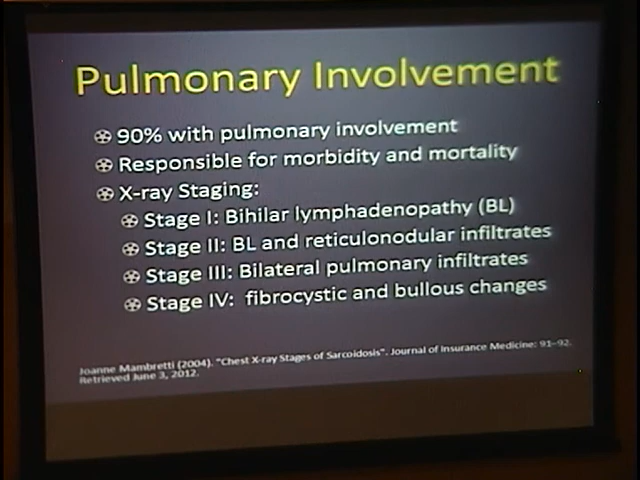 Pulmonary Involvement
90% with pulmonary involvement
Responsible for morbidity and mortality
X-ray Staging:
Stage I: Bihilar lymphadenopathy (BL)
Stage II: BL and reticulonodular infiltrates
Stage III: Bilateral pulmonary infiltrates
Stage IV: fibrocystic and bullous changes
Joanne Mambretti (2004). "Chest X-ray Stages of Sarcoidosis". Journal of Insurance Medicine: 91–92.
Retrieved June 3, 2012.